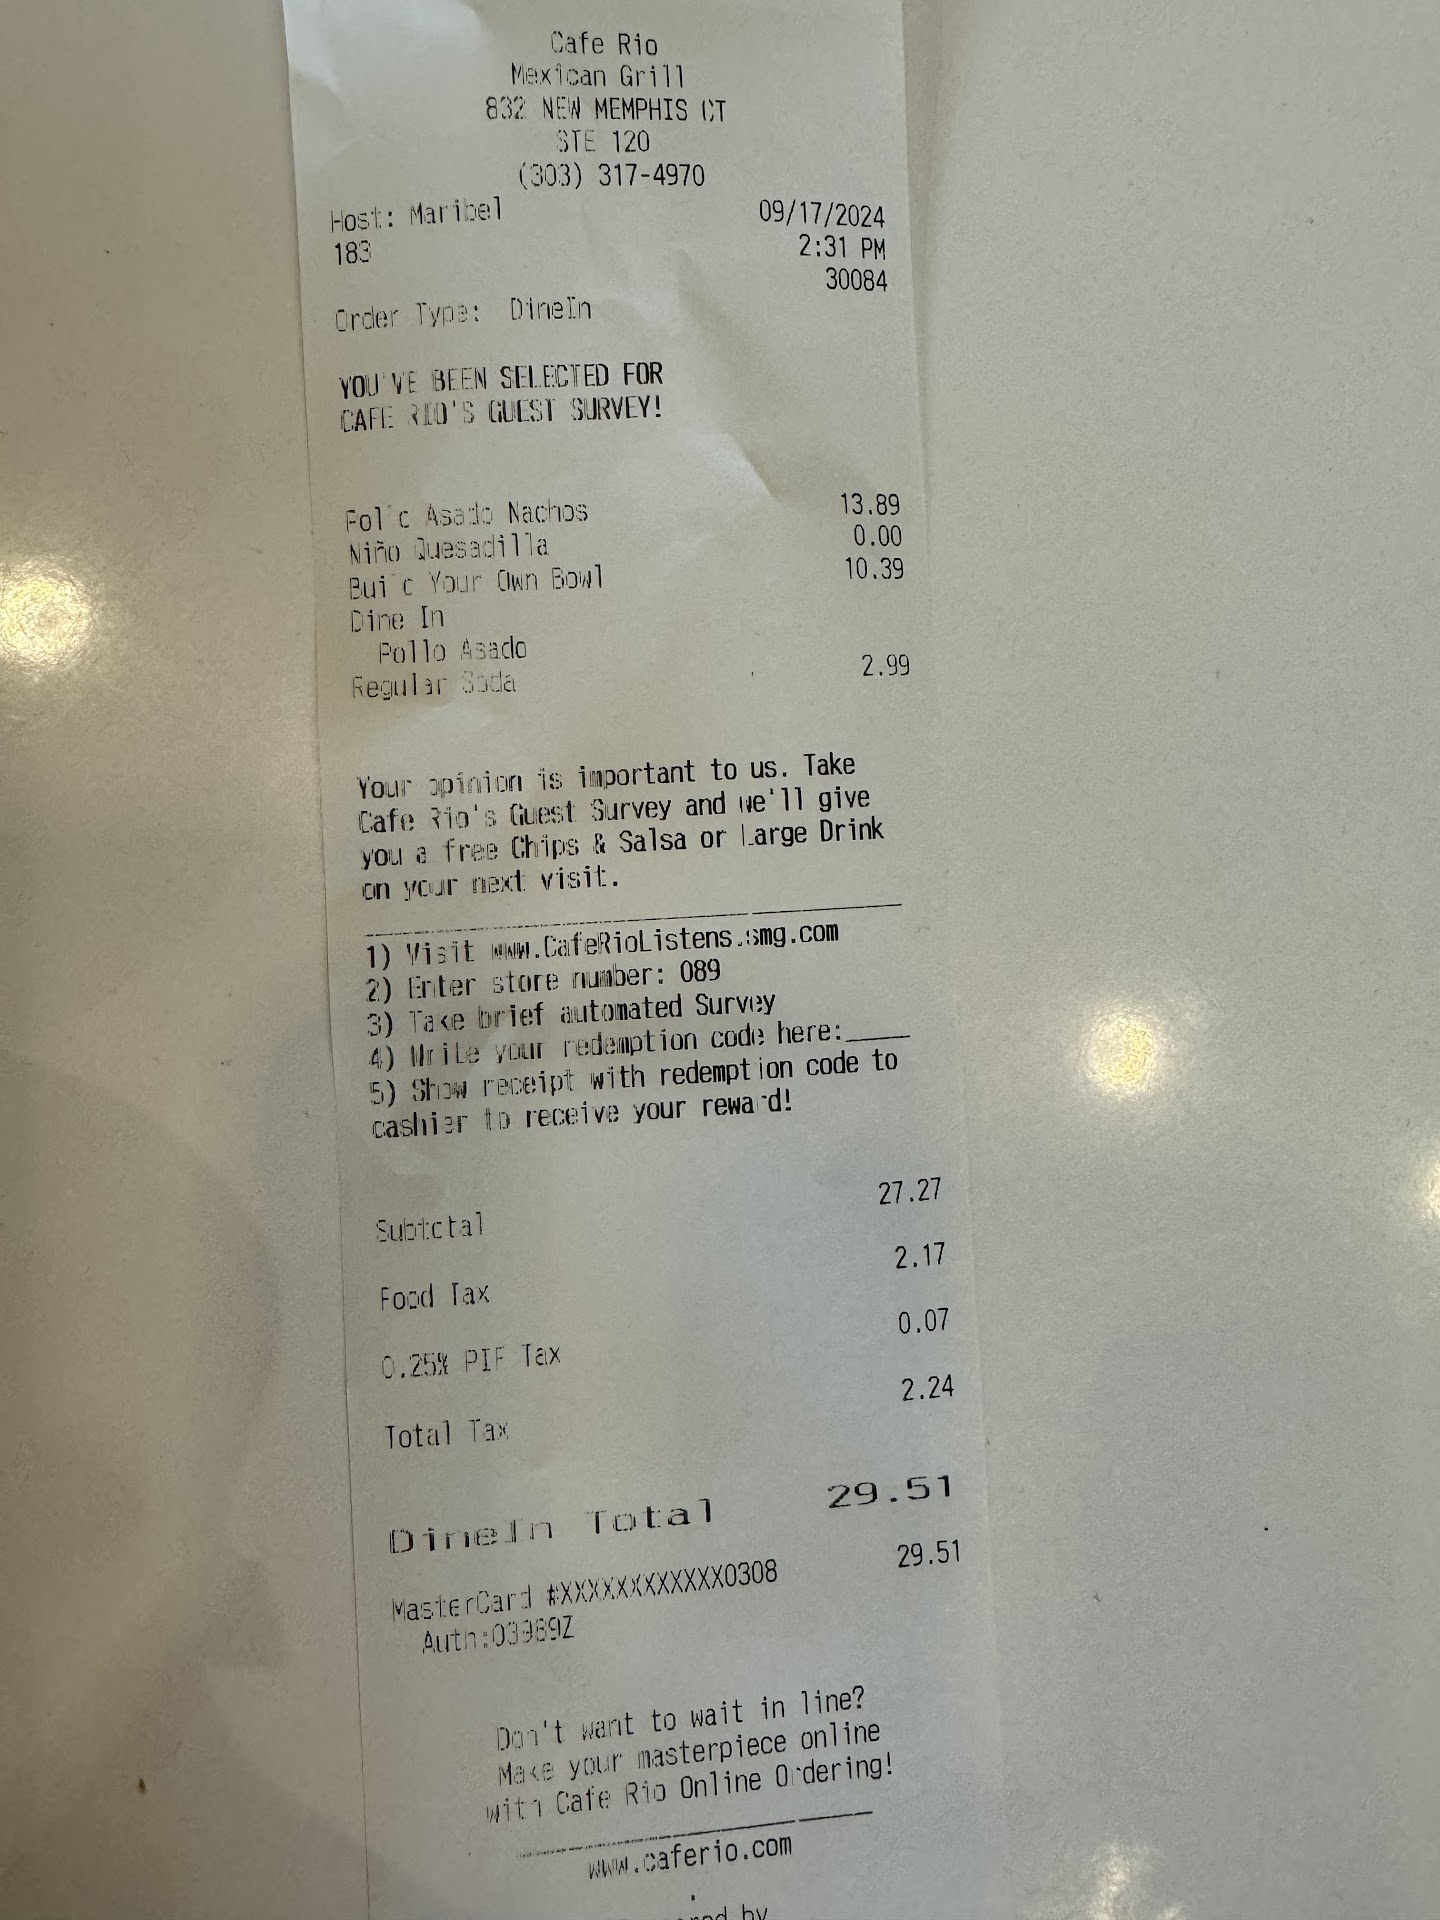 Cafe Rio
Mexican Grill
832 NEW MEMPHIS CT
STE 120
(303) 317-4970
Host: Maribel 09/17/2024
183 2:31 PM
30084
Order Type: DineIn
YOU'VE BEEN SELECTED FOR
CAFE RIO'S GUEST SURVEY!
Pollo Asado Nachos 13.89
Niño Quesadilla 0.00
Build Your Own Bowl 10.39
Dine In
Pollo Asado
Regular Soda 2.99
Your opinion is important to us. Take
Cafe Rio's Guest Survey and we'll give
you a free Chips & Salsa or Large Drink
on your next visit.
1) Visit www.CafeRioListens.smg.com
2) Enter store number: 089
3) Take brief automated Survey
4) Write your redemption code here:____
5) Show receipt with redemption code to
cashier to receive your reward!
Subtotal 27.27
Food Tax 2.17
0.25% PIF Tax 0.07
Total Tax 2.24
DineIn Total 29.51
MasterCard #XXXXXXXXXXXX0308 29.51
Auth:03989Z
Don't want to wait in line?
Make your masterpiece online
with Cafe Rio Online Ordering!
www.caferio.com
by